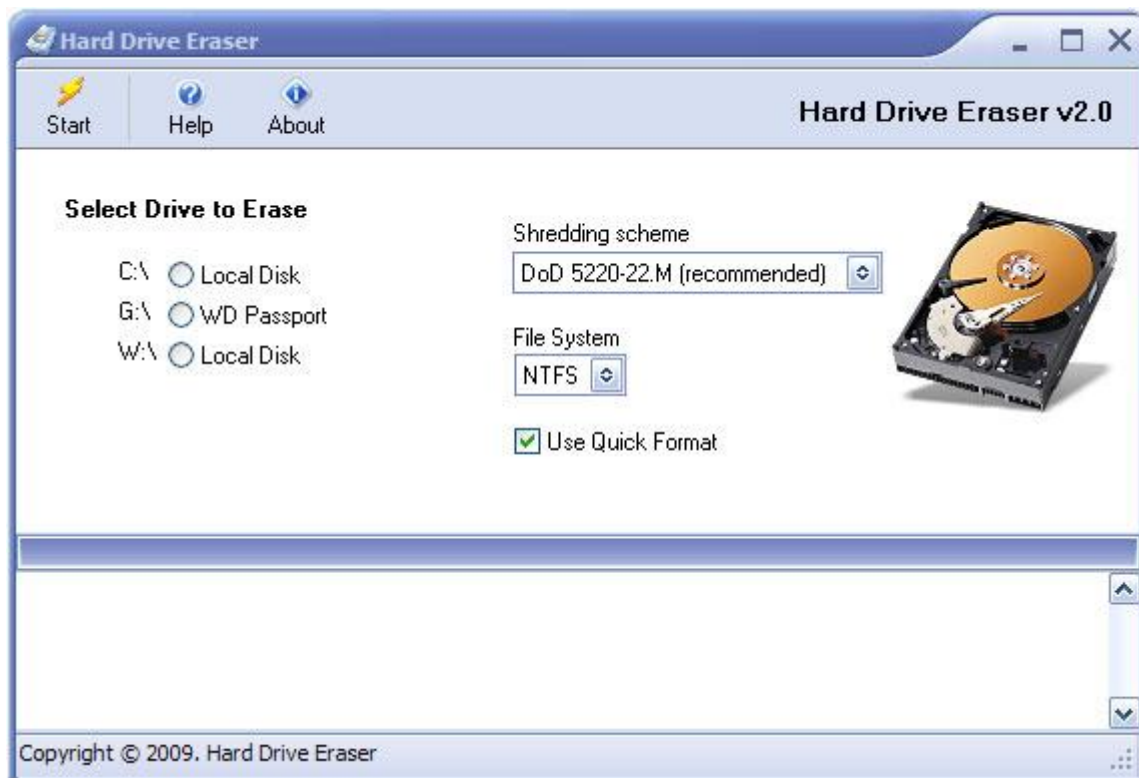 Hard Drive Eraser
Start
Help
About
Hard Drive Eraser v2.0
Select Drive to Erase
C:\ Local Disk
G:\ WD Passport
W:\ Local Disk
Shredding scheme
DoD 5220-22.M (recommended)
File System
NTFS
Use Quick Format
Copyright © 2009. Hard Drive Eraser